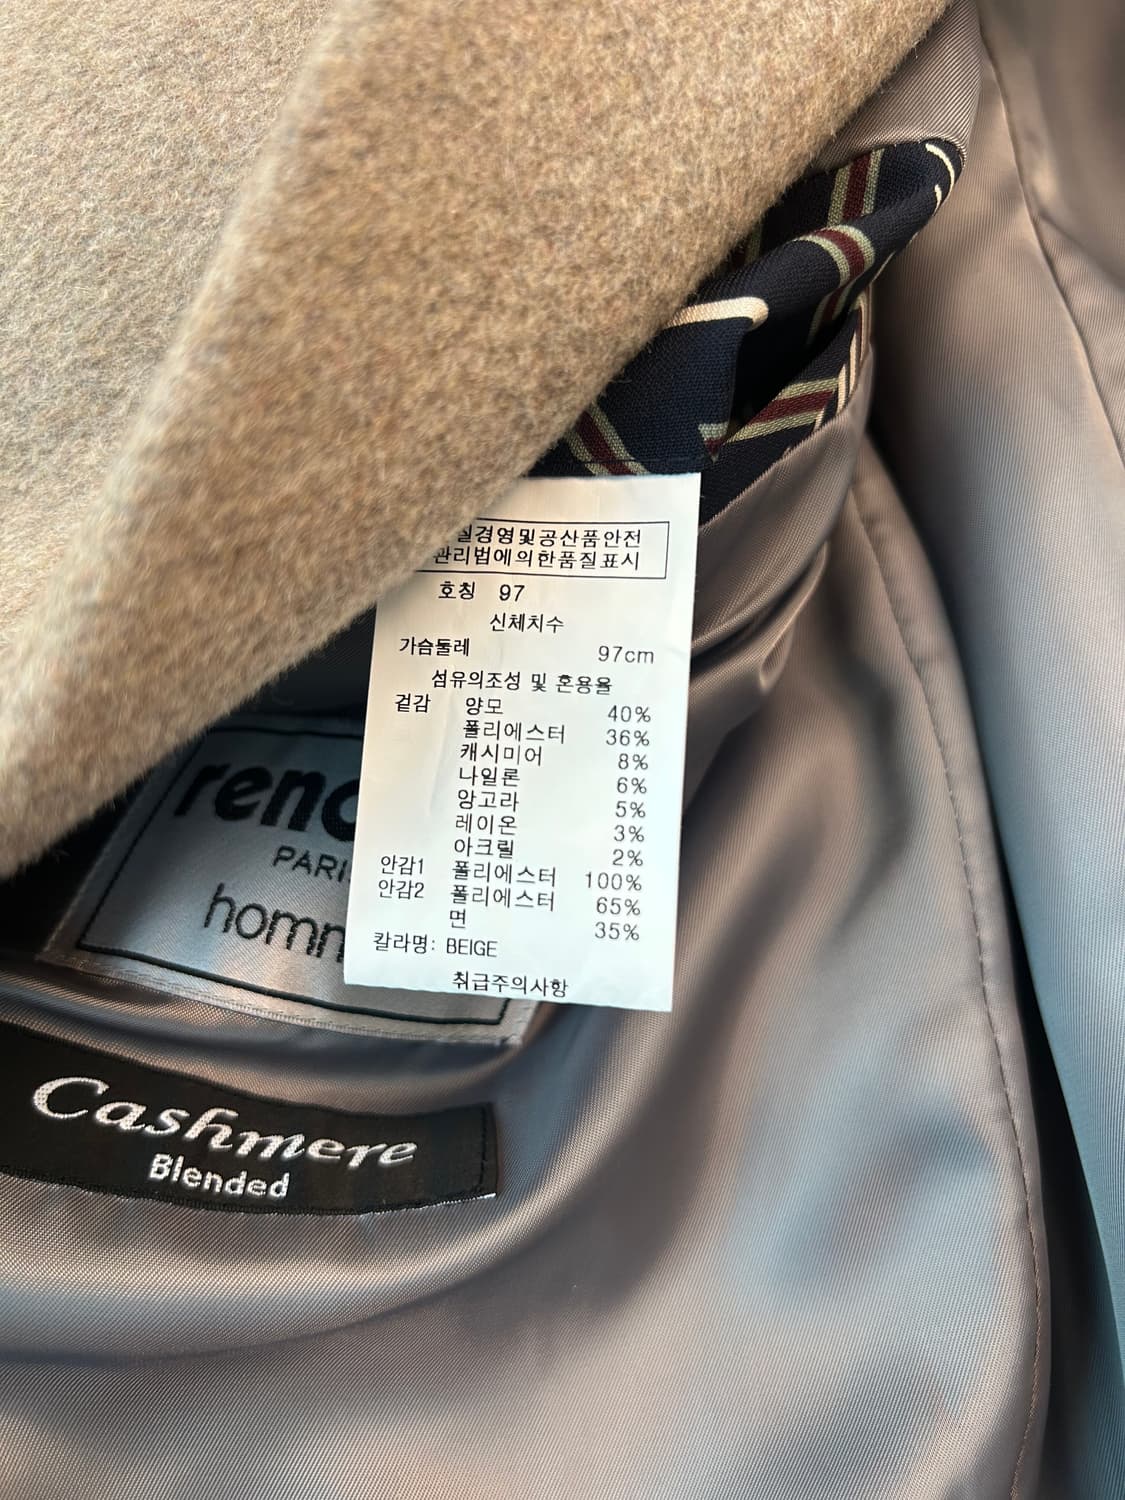 질경영및공산품안전
관리법에의한품질표시
호칭 97
신체치수
가슴둘레 97cm
섬유의조성 및 혼용율
겉감 양모 40%
폴리에스터 36%
캐시미어 8%
나일론 6%
앙고라 5%
레이온 3%
아크릴 2%
안감1 폴리에스터 100%
안감2 폴리에스터 65%
면 35%
칼라명: BEIGE
취급주의사항
PARIS
Cashmere
Blended